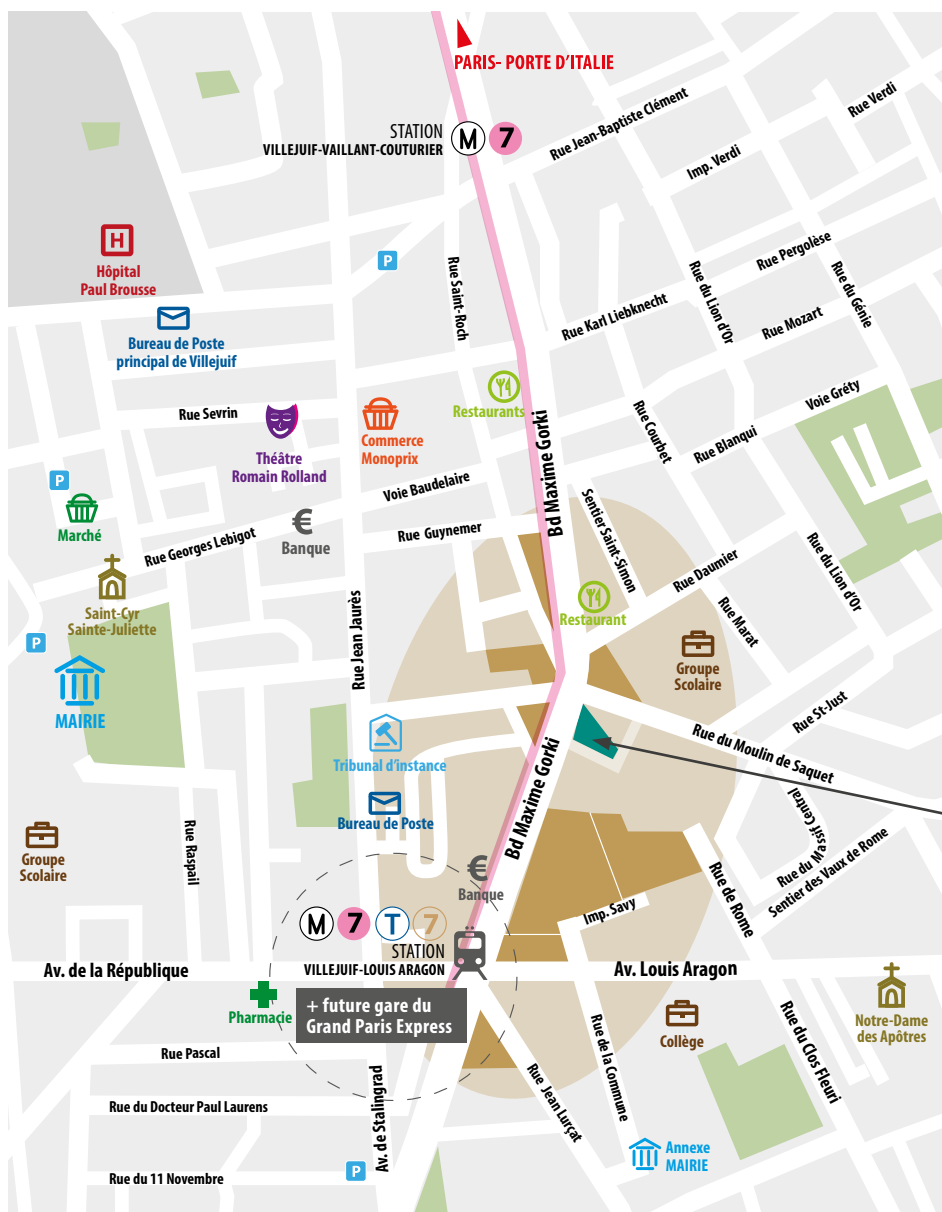 PARIS- PORTE D'ITALIE
STATION
VILLEJUIF-VAILLANT-COUTURIER
M 7
Rue Jean-Baptiste Clément
Rue Verdi
Imp. Verdi
H
Hôpital
Paul Brousse
P
Rue Saint-Roch
Rue Pergolèse
Rue du Lion d'Or
Rue du Génie
Rue Karl Liebknecht
Rue Mozart
Bureau de Poste
principal de Villejuif
Rue Sevrin
Restaurants
Voie Gréty
Commerce
Monoprix
Théâtre
Romain Rolland
Rue Courbet
Rue Blanqui
Bd Maxime Gorki
P
Marché
Voie Baudelaire
Rue Guynemer
€
Banque
Rue Georges Lebigot
Sentier Saint-Simon
Rue Daumier
Rue du Lion d'Or
Saint-Cyr
Sainte-Juliette
Restaurant
Rue Marat
P
MAIRIE
Rue Jean Jaurès
Groupe
Scolaire
Rue St-Just
Rue du Moulin de Saquet
Tribunal d'instance
Bd Maxime Gorki
Bureau de Poste
Rue du Massif Central
Sentier des Vaux de Rome
Groupe
Scolaire
Rue Raspail
€
Banque
Rue de Rome
Imp. Savy
M 7 T 7
STATION
VILLEJUIF-LOUIS ARAGON
Av. de la République
Av. Louis Aragon
+ future gare du
Grand Paris Express
Pharmacie
Collège
Notre-Dame
des Apôtres
Rue Pascal
Rue de la Commune
Rue du Clos Fleuri
Rue Jean Lurçat
Rue du Docteur Paul Laurens
Av. de Stalingrad
Annexe
MAIRIE
P
Rue du 11 Novembre